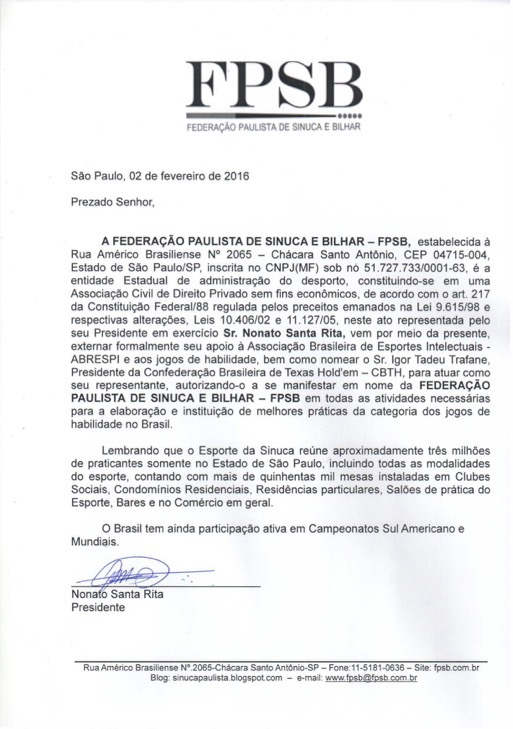 FPSB
FEDERAÇÃO PAULISTA DE SINUCA E BILHAR
São Paulo, 02 de fevereiro de 2016
Prezado Senhor,
A FEDERAÇÃO PAULISTA DE SINUCA E BILHAR – FPSB, estabelecida à
Rua Américo Brasiliense Nº 2065 – Chácara Santo Antônio, CEP 04715-004,
Estado de São Paulo/SP, inscrita no CNPJ(MF) sob no 51.727.733/0001-63, é a
entidade Estadual de administração do desporto, constituindo-se em uma
Associação Civil de Direito Privado sem fins econômicos, de acordo com o art. 217
da Constituição Federal/88 regulada pelos preceitos emanados na Lei 9.615/98 e
respectivas alterações, Leis 10.406/02 e 11.127/05, neste ato representada pelo
seu Presidente em exercício Sr. Nonato Santa Rita, vem por meio da presente,
externar formalmente seu apoio à Associação Brasileira de Esportes Intelectuais -
ABRESPI e aos jogos de habilidade, bem como nomear o Sr. Igor Tadeu Trafane,
Presidente da Confederação Brasileira de Texas Hold'em – CBTH, para atuar como
seu representante, autorizando-o a se manifestar em nome da FEDERAÇÃO
PAULISTA DE SINUCA E BILHAR – FPSB em todas as atividades necessárias
para a elaboração e instituição de melhores práticas da categoria dos jogos de
habilidade no Brasil.
Lembrando que o Esporte da Sinuca reúne aproximadamente três milhões
de praticantes somente no Estado de São Paulo, incluindo todas as modalidades
do esporte, contando com mais de quinhentas mil mesas instaladas em Clubes
Sociais, Condomínios Residenciais, Residências particulares, Salões de prática do
Esporte, Bares e no Comércio em geral.
O Brasil tem ainda participação ativa em Campeonatos Sul Americano e
Mundiais.
Nonato Santa Rita
Presidente
Rua Américo Brasiliense Nº.2065-Chácara Santo Antônio-SP – Fone:11-5181-0636 – Site: fpsb.com.br
Blog: sinucapaulista.blogspot.com – e-mail: www.fpsb@fpsb.com.br